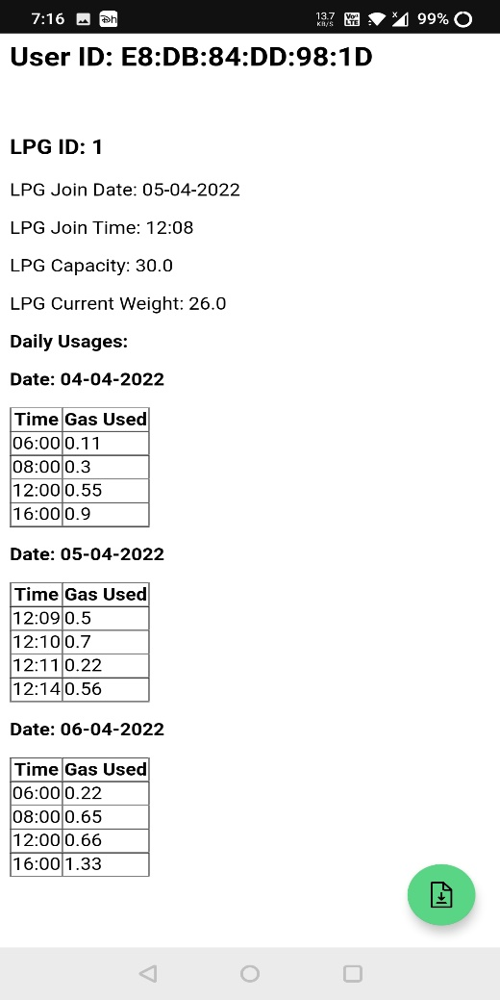 7:16 Dh 13.7 KB/S Vo LTE x 99%
User ID: E8:DB:84:DD:98:1D
LPG ID: 1
LPG Join Date: 05-04-2022
LPG Join Time: 12:08
LPG Capacity: 30.0
LPG Current Weight: 26.0
Daily Usages:
Date: 04-04-2022
Time Gas Used
06:00 0.11
08:00 0.3
12:00 0.55
16:00 0.9
Date: 05-04-2022
Time Gas Used
12:09 0.5
12:10 0.7
12:11 0.22
12:14 0.56
Date: 06-04-2022
Time Gas Used
06:00 0.22
08:00 0.65
12:00 0.66
16:00 1.33